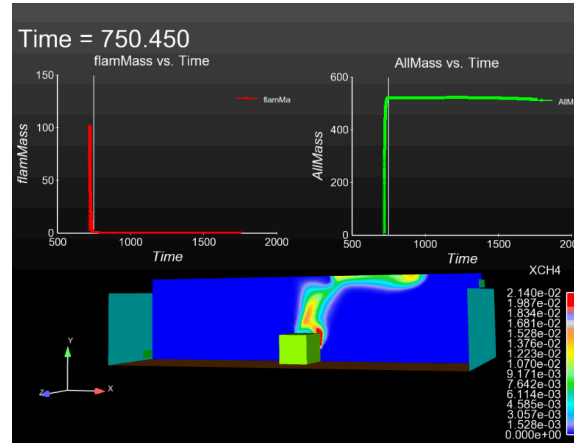 Time = 750.450
flamMass vs. Time
150
100
50
0
flamMass
flamMa
500
1000
1500
2000
Time
AllMass vs. Time
600
400
200
0
AllMass
AllM
500
1000
1500
2000
Time
XCH4
2.140e-02
1.987e-02
1.834e-02
1.681e-02
1.528e-02
1.376e-02
1.223e-02
1.070e-02
9.171e-03
7.642e-03
6.114e-03
4.585e-03
3.057e-03
1.528e-03
0.000e+00
Y
Z
X